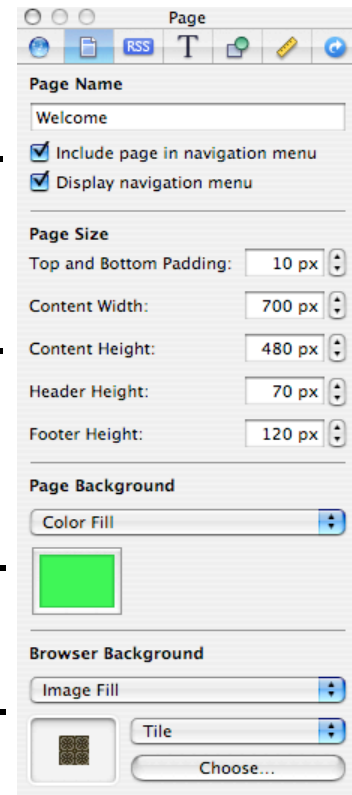 Page
RSS T
Page Name
Welcome
Include page in navigation menu
Display navigation menu
Page Size
Top and Bottom Padding: 10 px
Content Width: 700 px
Content Height: 480 px
Header Height: 70 px
Footer Height: 120 px
Page Background
Color Fill
Browser Background
Image Fill
Tile
Choose...